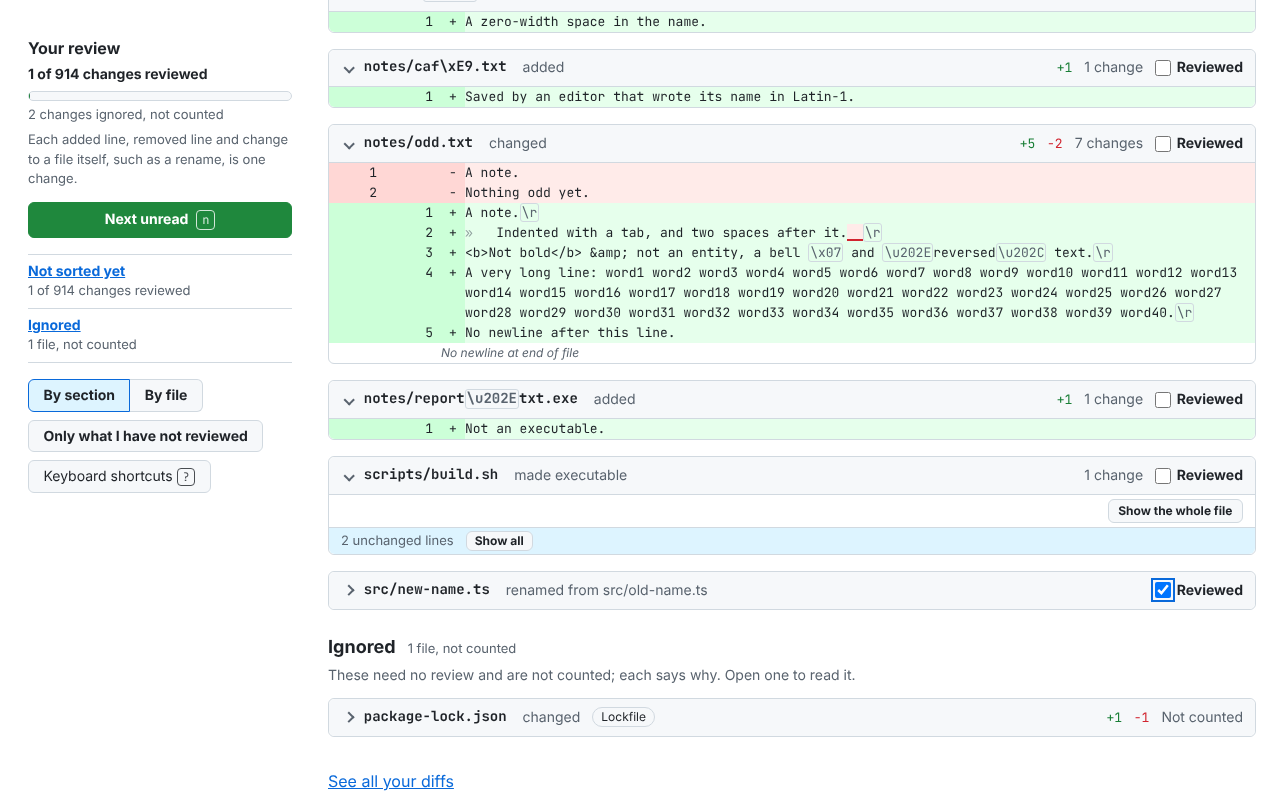 Your review
1 of 914 changes reviewed
2 changes ignored, not counted
Each added line, removed line and change
to a file itself, such as a rename, is one
change.
Next unread n
Not sorted yet
1 of 914 changes reviewed
Ignored
1 file, not counted
By section By file
Only what I have not reviewed
Keyboard shortcuts ?
1 + A zero-width space in the name.
notes/caf\xE9.txt added +1 1 change Reviewed
1 + Saved by an editor that wrote its name in Latin-1.
notes/odd.txt changed +5 -2 7 changes Reviewed
1 - A note.
2 - Nothing odd yet.
1 + A note.\r
2 + » Indented with a tab, and two spaces after it. \r
3 + <b>Not bold</b> &amp; not an entity, a bell \x07 and \u202Ereversed\u202C text.\r
4 + A very long line: word1 word2 word3 word4 word5 word6 word7 word8 word9 word10 word11 word12 word13
word14 word15 word16 word17 word18 word19 word20 word21 word22 word23 word24 word25 word26 word27
word28 word29 word30 word31 word32 word33 word34 word35 word36 word37 word38 word39 word40.\r
5 + No newline after this line.
No newline at end of file
notes/report\u202Etxt.exe added +1 1 change Reviewed
1 + Not an executable.
scripts/build.sh made executable 1 change Reviewed
Show the whole file
2 unchanged lines Show all
src/new-name.ts renamed from src/old-name.ts Reviewed
Ignored 1 file, not counted
These need no review and are not counted; each says why. Open one to read it.
package-lock.json changed Lockfile +1 -1 Not counted
See all your diffs